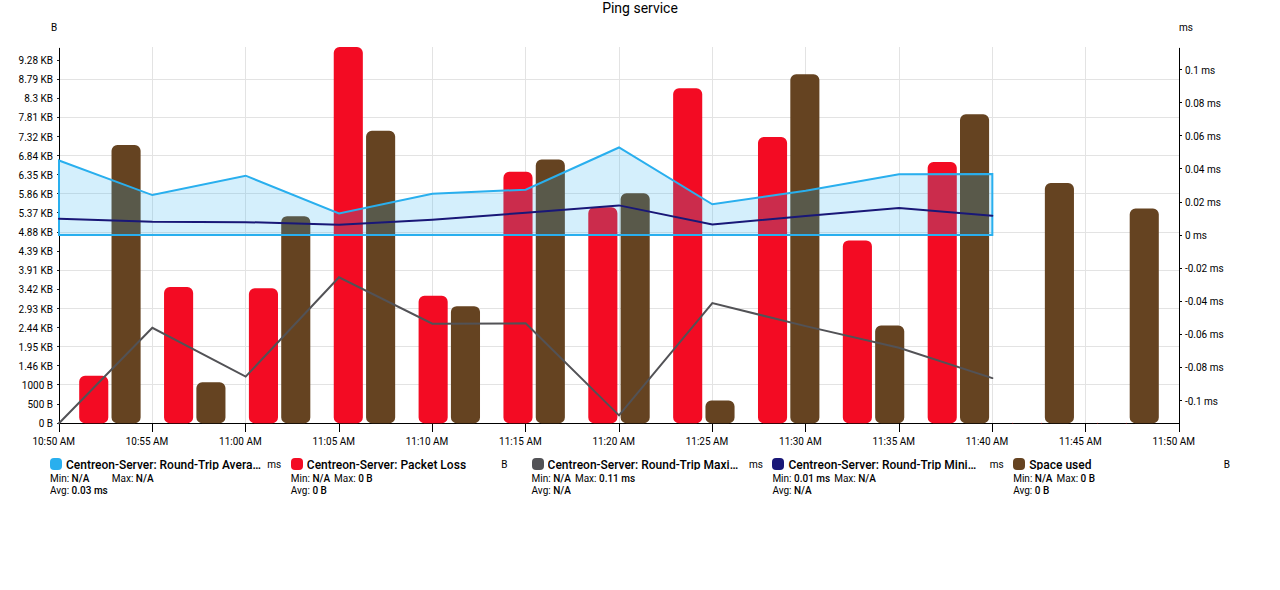 Ping service
B
ms
9.28 KB
8.79 KB
8.3 KB
7.81 KB
7.32 KB
6.84 KB
6.35 KB
5.86 KB
5.37 KB
4.88 KB
4.39 KB
3.91 KB
3.42 KB
2.93 KB
2.44 KB
1.95 KB
1.46 KB
1000 B
500 B
0 B
0.1 ms
0.08 ms
0.06 ms
0.04 ms
0.02 ms
0 ms
-0.02 ms
-0.04 ms
-0.06 ms
-0.08 ms
-0.1 ms
10:50 AM 10:55 AM 11:00 AM 11:05 AM 11:10 AM 11:15 AM 11:20 AM 11:25 AM 11:30 AM 11:35 AM 11:40 AM 11:45 AM 11:50 AM
Centreon-Server: Round-Trip Avera... ms
Min: N/A Max: N/A
Avg: 0.03 ms
Centreon-Server: Packet Loss B
Min: N/A Max: 0 B
Avg: 0 B
Centreon-Server: Round-Trip Maxi... ms
Min: N/A Max: 0.11 ms
Avg: N/A
Centreon-Server: Round-Trip Mini... ms
Min: 0.01 ms Max: N/A
Avg: N/A
Space used B
Min: N/A Max: 0 B
Avg: 0 B